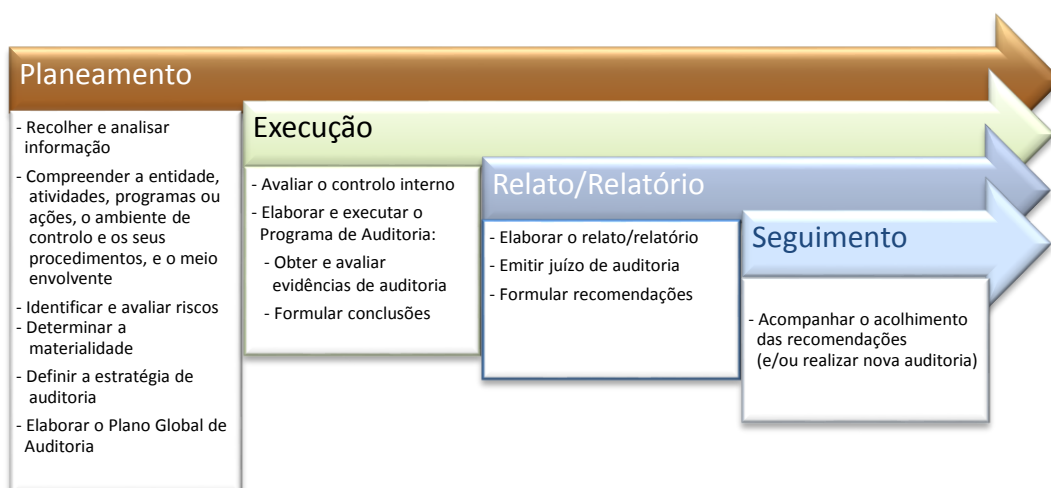 Planeamento
- Recolher e analisar
informação
- Compreender a entidade,
atividades, programas ou
ações, o ambiente de
controlo e os seus
procedimentos, e o meio
envolvente
- Identificar e avaliar riscos
- Determinar a
materialidade
- Definir a estratégia de
auditoria
- Elaborar o Plano Global de
Auditoria
Execução
- Avaliar o controlo interno
- Elaborar e executar o
Programa de Auditoria:
- Obter e avaliar
evidências de auditoria
- Formular conclusões
Relato/Relatório
- Elaborar o relato/relatório
- Emitir juízo de auditoria
- Formular recomendações
Seguimento
- Acompanhar o acolhimento
das recomendações
(e/ou realizar nova auditoria)